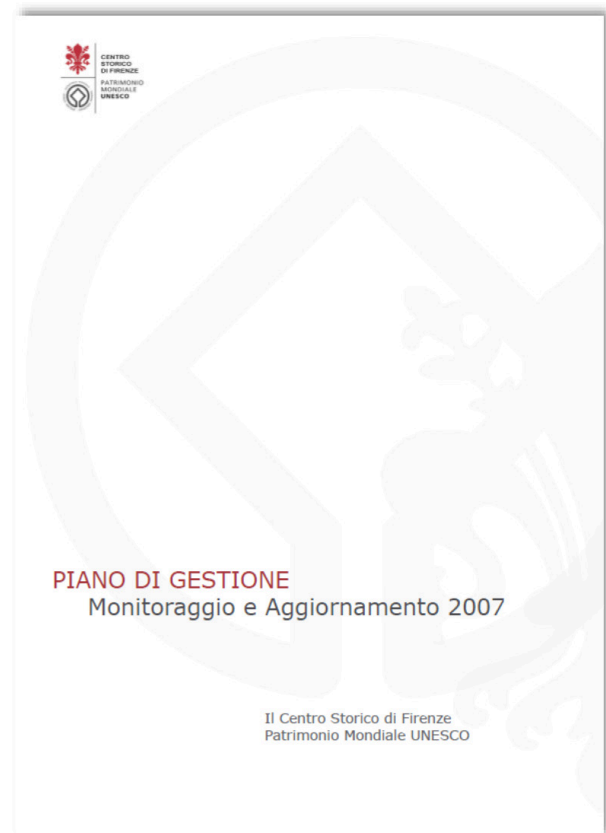 CENTRO
STORICO
DI FIRENZE
PATRIMONIO
MONDIALE
UNESCO
PIANO DI GESTIONE
Monitoraggio e Aggiornamento 2007
Il Centro Storico di Firenze
Patrimonio Mondiale UNESCO